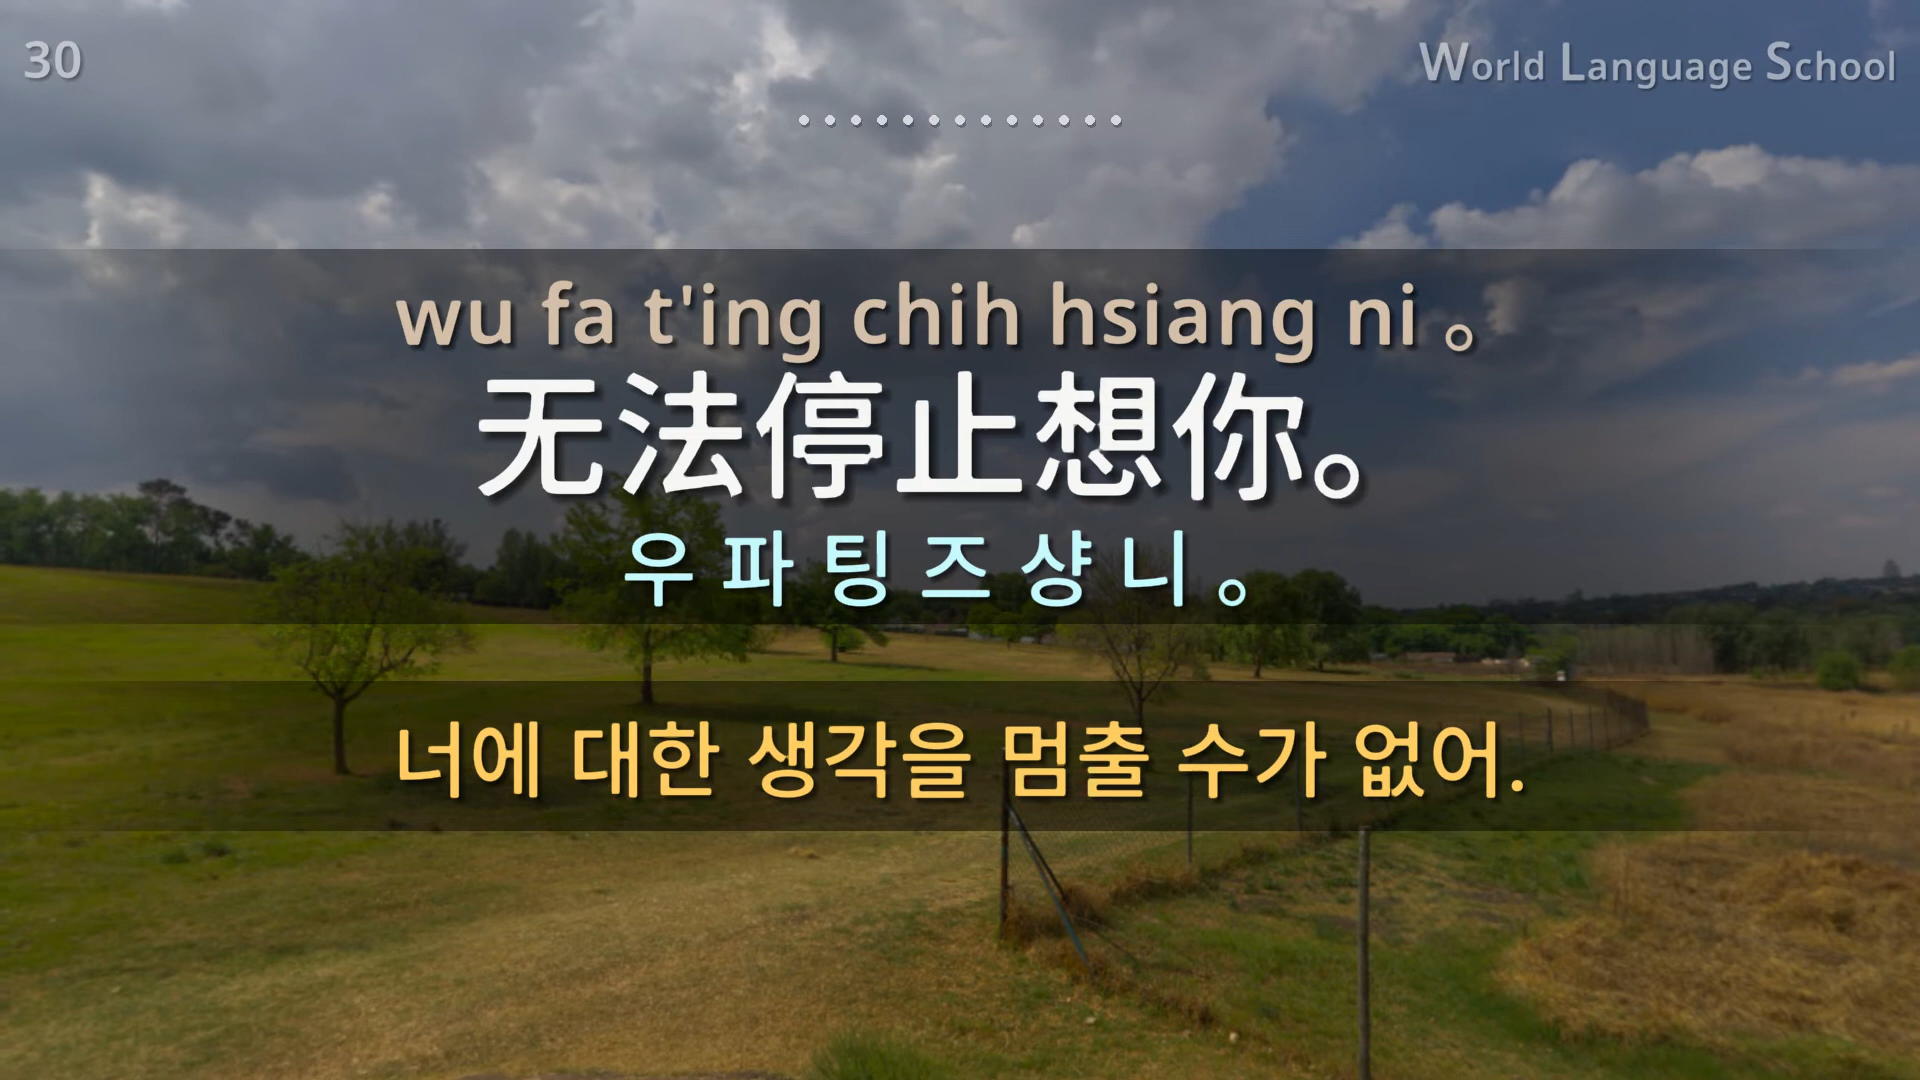 30
World Language School
wu fa t'ing chih hsiang ni 。
无法停止想你。
우 파 팅 즈 샹 니 。
너에 대한 생각을 멈출 수가 없어.